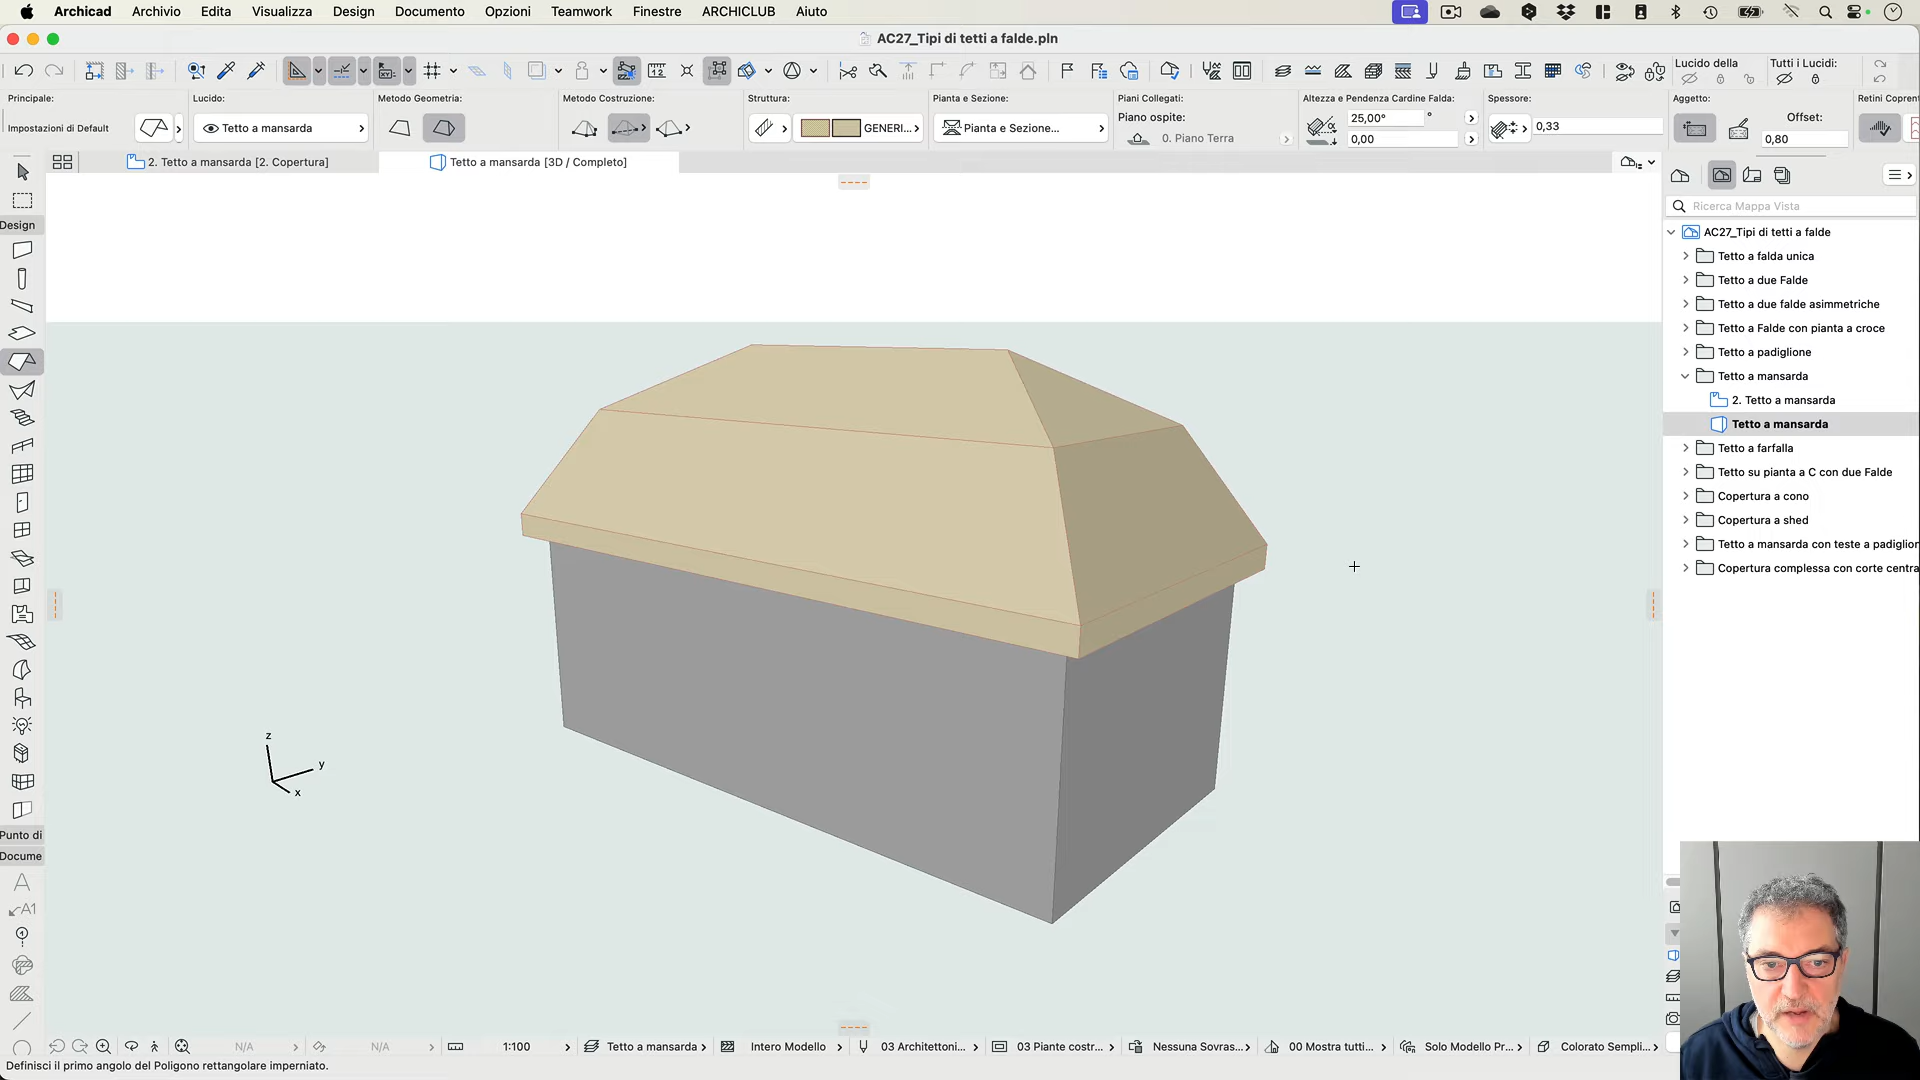 Archicad Archivio Edita Visualizza Design Documento Opzioni Teamwork Finestre ARCHICLUB Aiuto
AC27_Tipi di tetti a falde.pln
Lucido della
Tutti i Lucidi:
Principale:
Lucido:
Metodo Geometria:
Metodo Costruzione:
Struttura:
Pianta e Sezione:
Piani Collegati:
Altezza e Pendenza Cardine Falda:
Spessore:
Aggetto:
Retini Copren
Impostazioni di Default
Tetto a mansarda
GENERI...
Pianta e Sezione...
Piano ospite:
0. Piano Terra
25,00°
°
0,00
0,33
Offset:
0,80
2. Tetto a mansarda [2. Copertura]
Tetto a mansarda [3D / Completo]
Ricerca Mappa Vista
AC27_Tipi di tetti a falde
Tetto a falda unica
Tetto a due Falde
Tetto a due falde asimmetriche
Tetto a Falde con pianta a croce
Tetto a padiglione
Tetto a mansarda
2. Tetto a mansarda
Tetto a mansarda
Tetto a farfalla
Tetto su pianta a C con due Falde
Copertura a cono
Copertura a shed
Tetto a mansarda con teste a padiglior
Copertura complessa con corte centra
Design
Punto di
Docume
A
A1
z
y
x
N/A
N/A
1:100
Tetto a mansarda
Intero Modello
03 Architettoni...
03 Piante costr...
Nessuna Sovras...
00 Mostra tutti...
Solo Modello Pr...
Colorato Sempli...
Definisci il primo angolo del Poligono rettangolare imperniato.